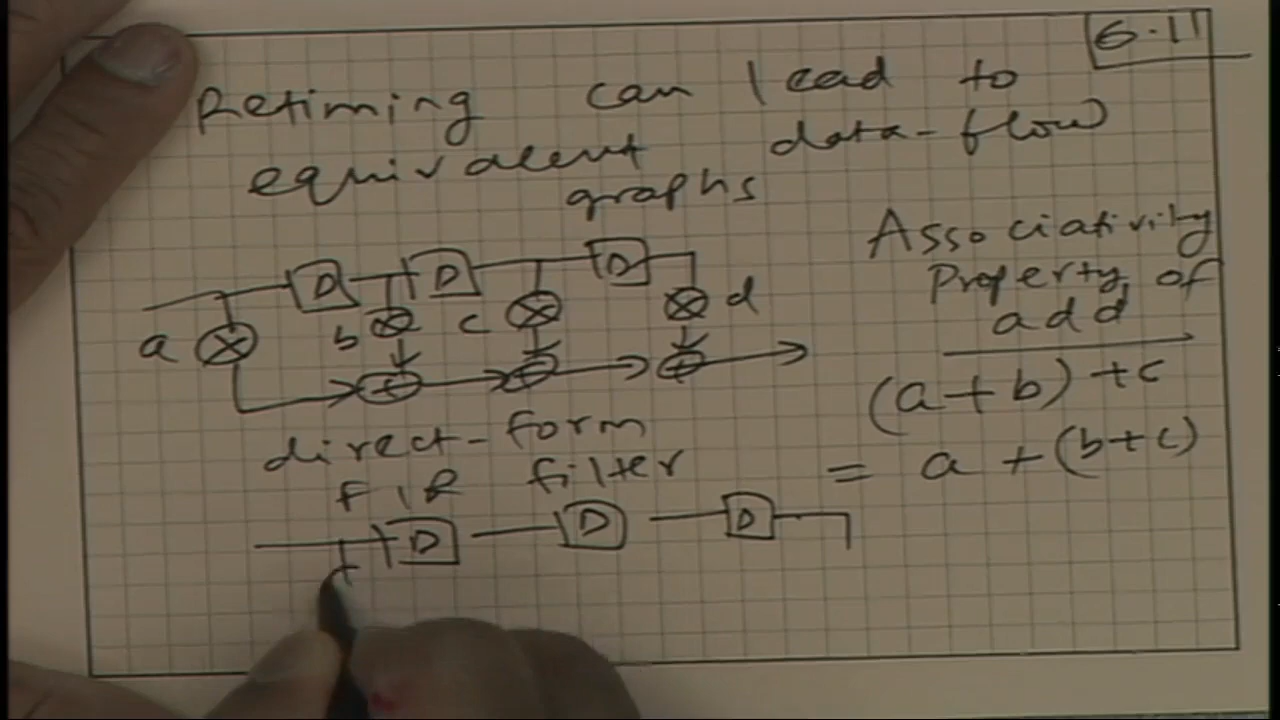 6.11
Retiming can lead to
equivalent data-flow
graphs
Associativity
Property of
add
(a+b)+c
= a+(b+c)
D D D
a b c d
direct-form
FIR filter
D D D